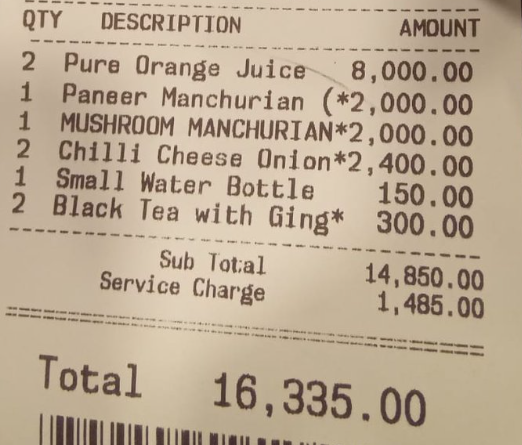 QTY DESCRIPTION AMOUNT
2 Pure Orange Juice 8,000.00
1 Paneer Manchurian (*2,000.00
1 MUSHROOM MANCHURIAN*2,000.00
2 Chilli Cheese Onion*2,400.00
1 Small Water Bottle 150.00
2 Black Tea with Ging* 300.00
Sub Total 14,850.00
Service Charge 1,485.00
Total 16,335.00